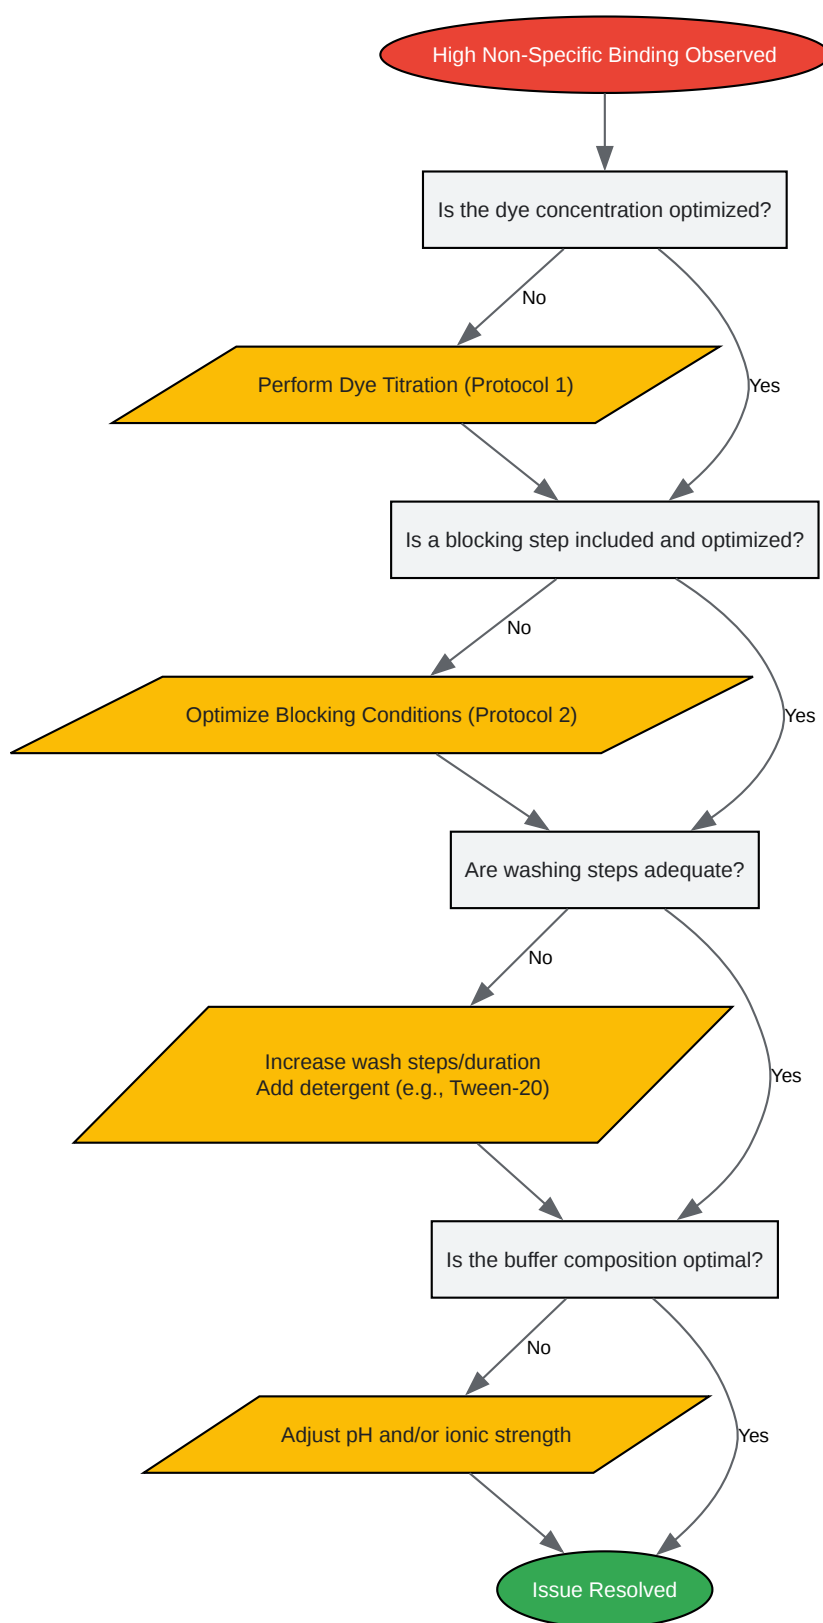 High Non-Specific Binding Observed
Is the dye concentration optimized?
No
Perform Dye Titration (Protocol 1)
Yes
Is a blocking step included and optimized?
No
Optimize Blocking Conditions (Protocol 2)
Yes
Are washing steps adequate?
No
Increase wash steps/duration
Add detergent (e.g., Tween-20)
Yes
Is the buffer composition optimal?
No
Adjust pH and/or ionic strength
Yes
Issue Resolved